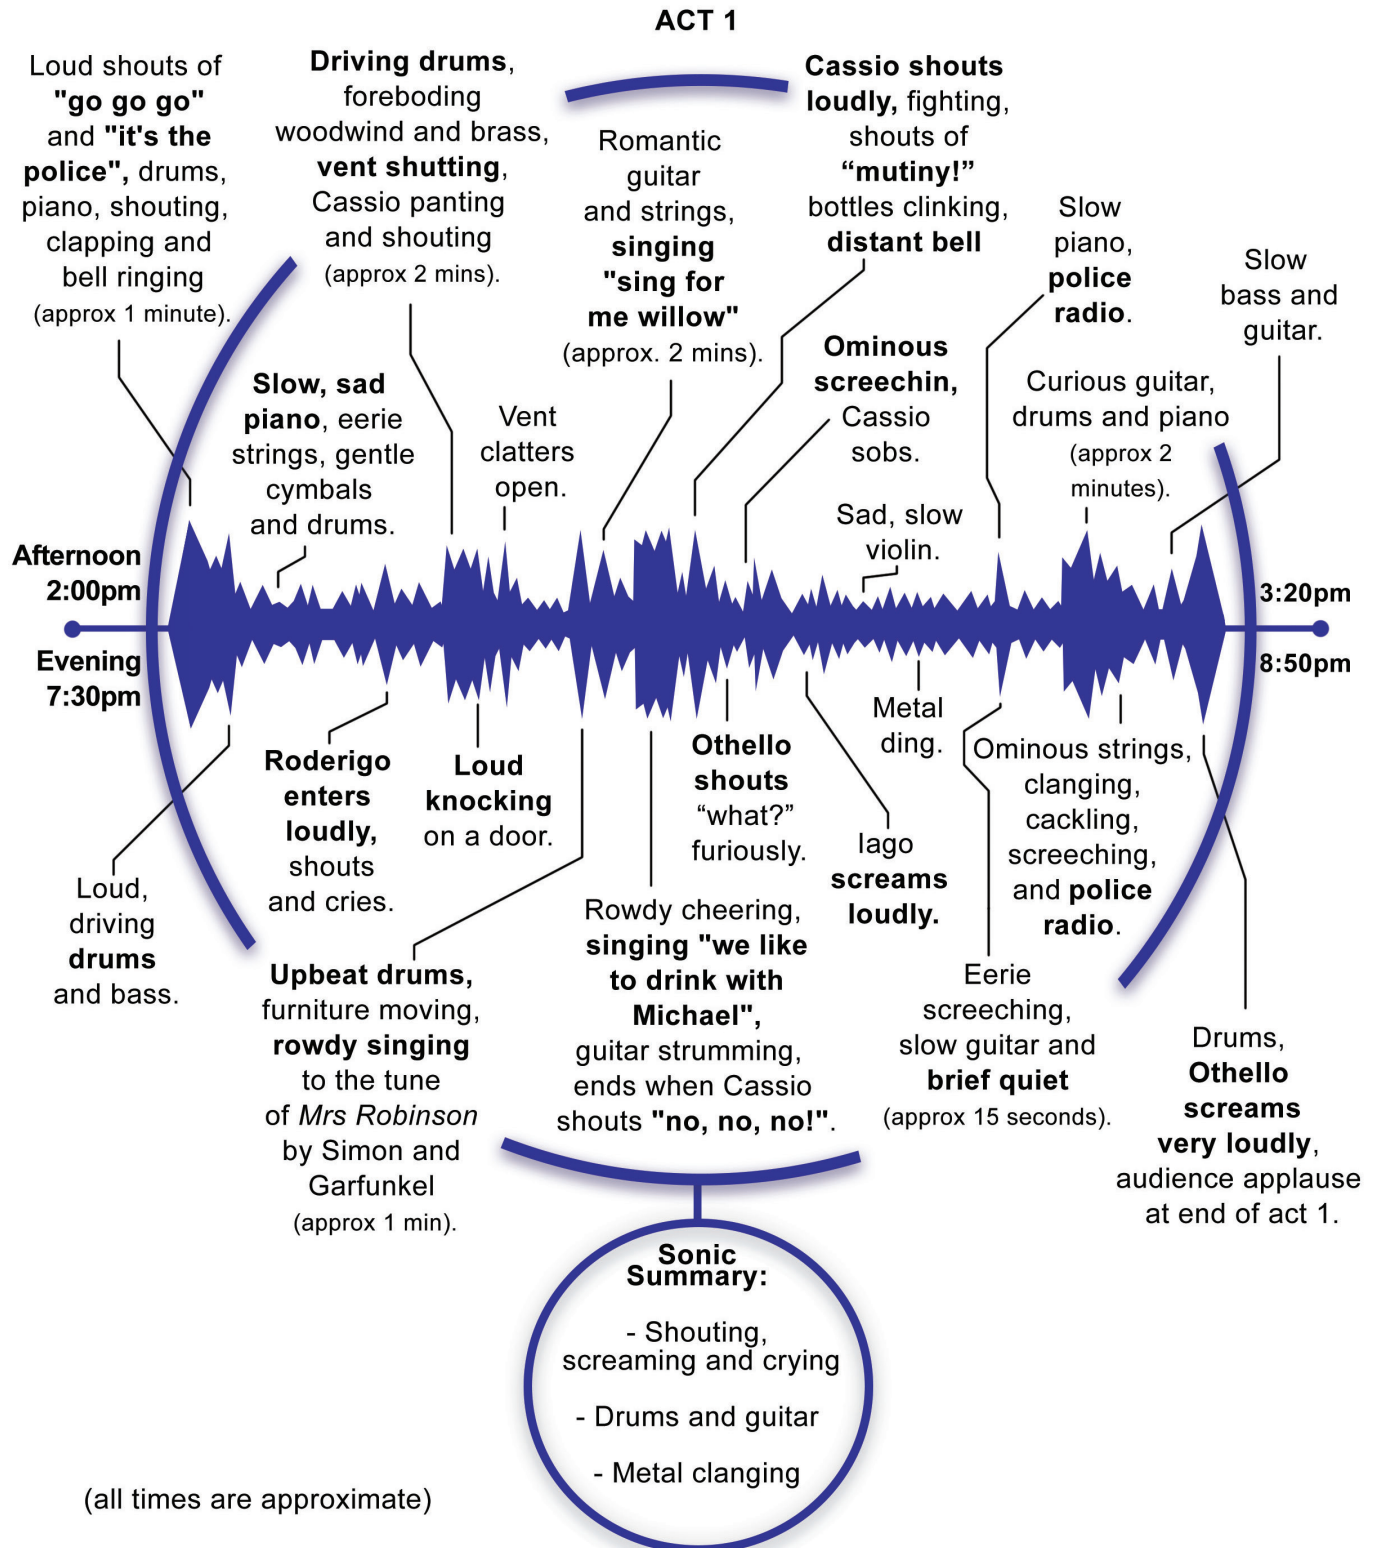 ACT 1
Loud shouts of
"go go go"
and "it's the
police", drums,
piano, shouting,
clapping and
bell ringing
(approx 1 minute).
Driving drums,
foreboding
woodwind and brass,
vent shutting,
Cassio panting
and shouting
(approx 2 mins).
Romantic
guitar
and strings,
singing
"sing for
me willow"
(approx. 2 mins).
Cassio shouts
loudly, fighting,
shouts of
“mutiny!”
bottles clinking,
distant bell
Slow
piano,
police
radio.
Slow
bass and
guitar.
Slow, sad
piano, eerie
strings, gentle
cymbals
and drums.
Vent
clatters
open.
Ominous
screechin,
Cassio
sobs.
Curious guitar,
drums and piano
(approx 2
minutes).
Sad, slow
violin.
Afternoon
2:00pm
Evening
7:30pm
3:20pm
8:50pm
Loud,
driving
drums
and bass.
Roderigo
enters
loudly,
shouts
and cries.
Loud
knocking
on a door.
Upbeat drums,
furniture moving,
rowdy singing
to the tune
of Mrs Robinson
by Simon and
Garfunkel
(approx 1 min).
Rowdy cheering,
singing "we like
to drink with
Michael",
guitar strumming,
ends when Cassio
shouts "no, no, no!".
Othello
shouts
“what?”
furiously.
Iago
screams
loudly.
Metal
ding.
Eerie
screeching,
slow guitar and
brief quiet
(approx 15 seconds).
Ominous strings,
clanging,
cackling,
screeching,
and police
radio.
Drums,
Othello
screams
very loudly,
audience applause
at end of act 1.
Sonic
Summary:
- Shouting,
screaming and crying
- Drums and guitar
- Metal clanging
(all times are approximate)